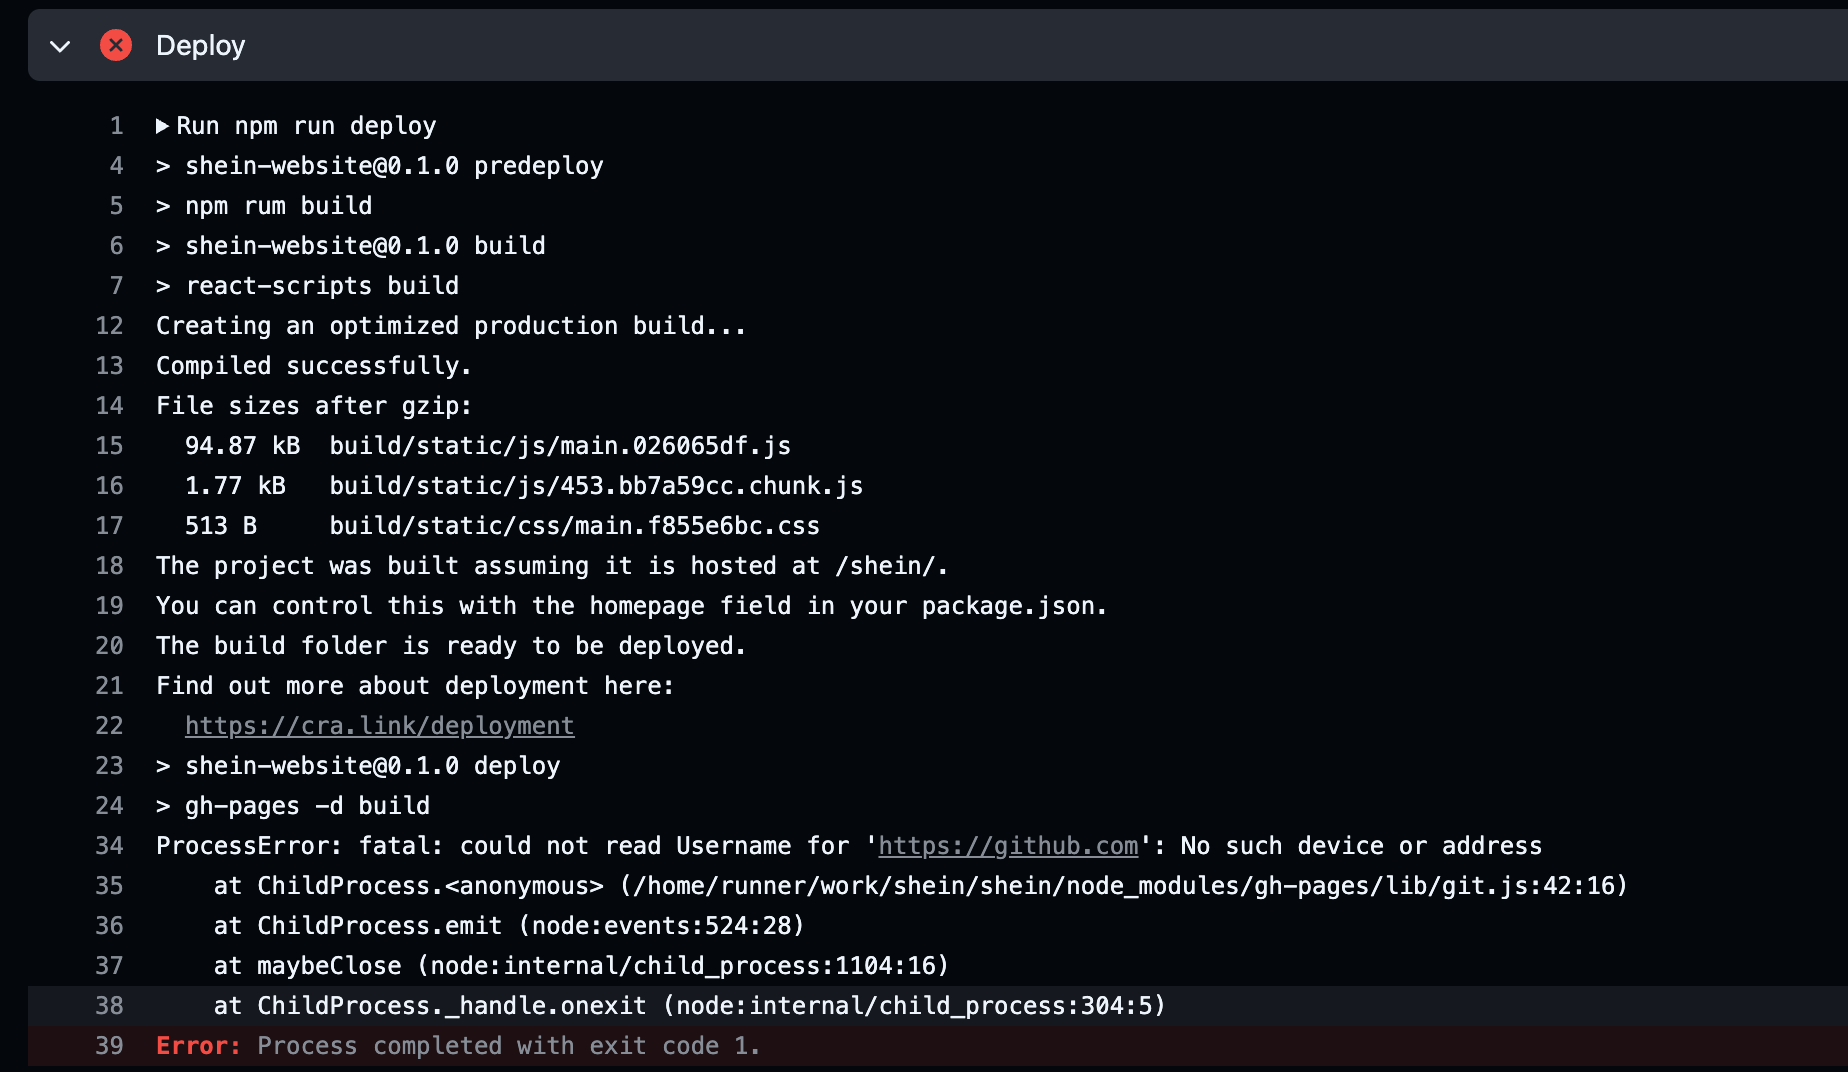 Deploy
1 Run npm run deploy
4 > shein-website@0.1.0 predeploy
5 > npm rum build
6 > shein-website@0.1.0 build
7 > react-scripts build
12 Creating an optimized production build...
13 Compiled successfully.
14 File sizes after gzip:
15 94.87 kB build/static/js/main.026065df.js
16 1.77 kB build/static/js/453.bb7a59cc.chunk.js
17 513 B build/static/css/main.f855e6bc.css
18 The project was built assuming it is hosted at /shein/.
19 You can control this with the homepage field in your package.json.
20 The build folder is ready to be deployed.
21 Find out more about deployment here:
22 https://cra.link/deployment
23 > shein-website@0.1.0 deploy
24 > gh-pages -d build
34 ProcessError: fatal: could not read Username for 'https://github.com': No such device or address
35 at ChildProcess.<anonymous> (/home/runner/work/shein/shein/node_modules/gh-pages/lib/git.js:42:16)
36 at ChildProcess.emit (node:events:524:28)
37 at maybeClose (node:internal/child_process:1104:16)
38 at ChildProcess._handle.onexit (node:internal/child_process:304:5)
39 Error: Process completed with exit code 1.